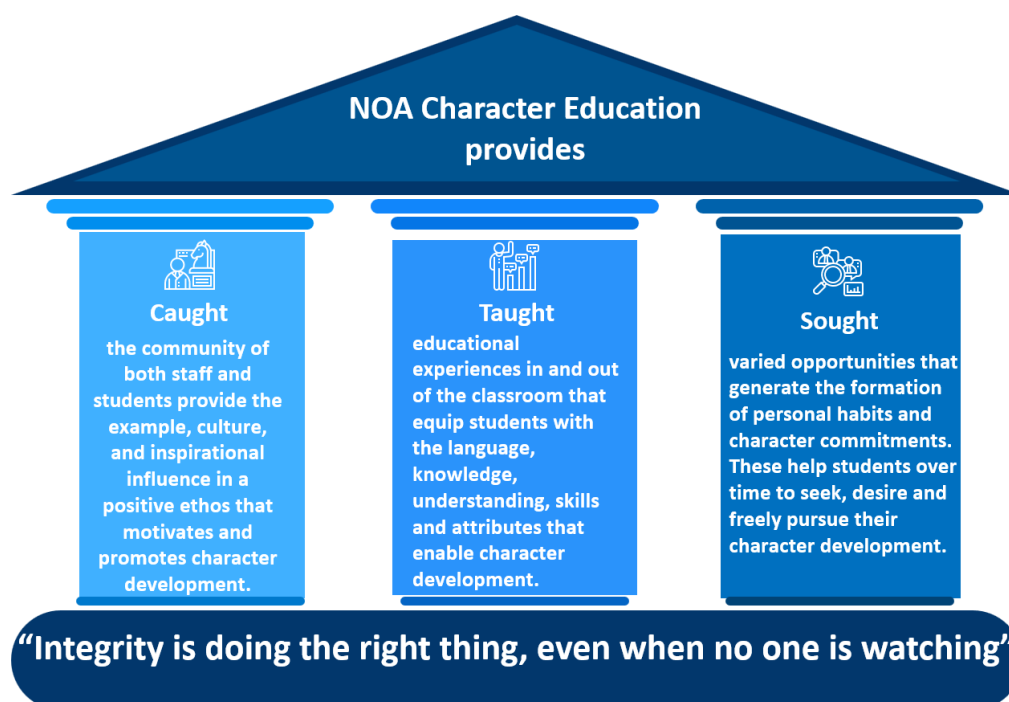 NOA Character Education
provides
Caught
the community of
both staff and
students provide the
example, culture,
and inspirational
influence in a
positive ethos that
motivates and
promotes character
development.
Taught
educational
experiences in and out
of the classroom that
equip students with
the language,
knowledge,
understanding, skills
and attributes that
enable character
development.
Sought
varied opportunities that
generate the formation
of personal habits and
character commitments.
These help students over
time to seek, desire and
freely pursue their
character development.
“Integrity is doing the right thing, even when no one is watching”